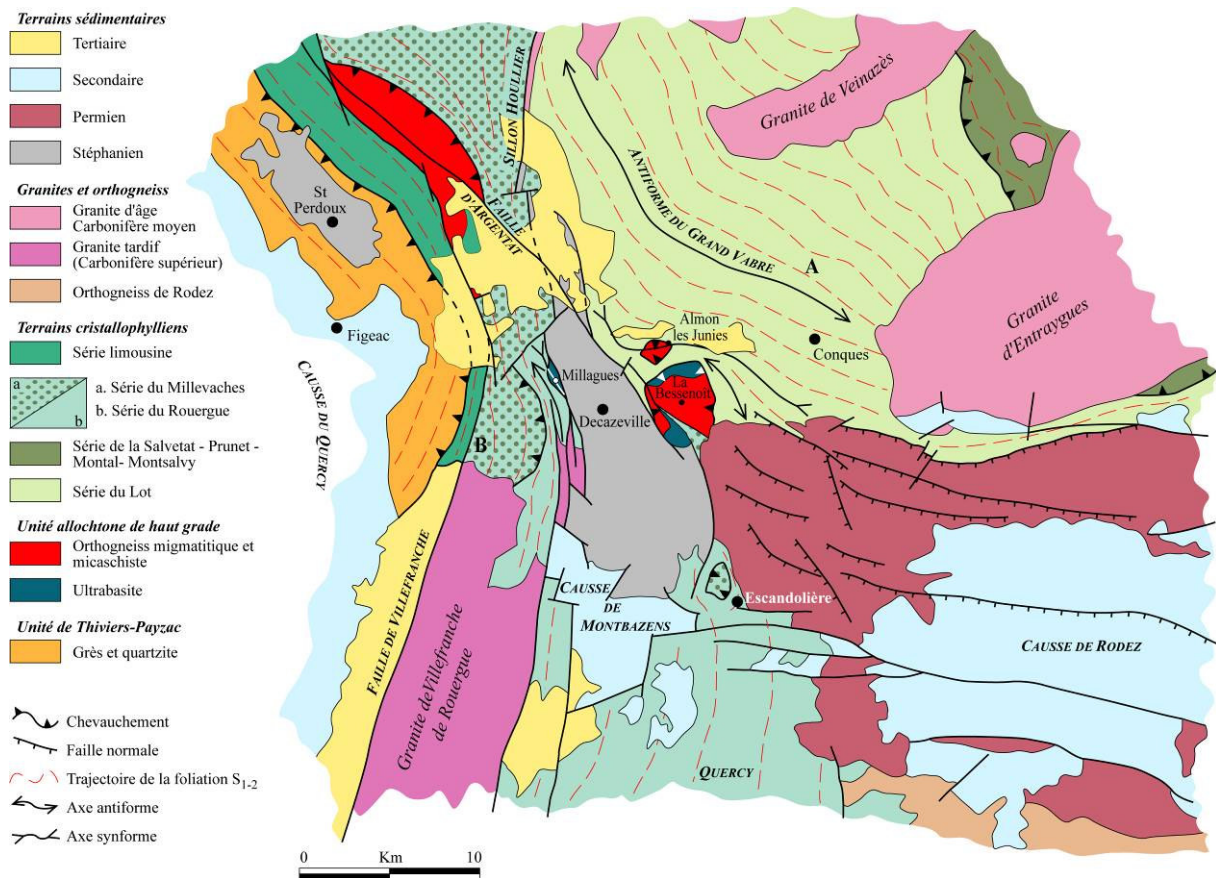 Terrains sédimentaires
Tertiaire
Secondaire
Permien
Stéphanien
Granites et orthogneiss
Granite d'âge
Carbonifère moyen
Granite tardif
(Carbonifère supérieur)
Orthogneiss de Rodez
Terrains cristallophylliens
Série limousine
a
b
a. Série du Millevaches
b. Série du Rouergue
Série de la Salvetat - Prunet -
Montal- Montsalvy
Série du Lot
Unité allochtone de haut grade
Orthogneiss migmatitique et
micaschiste
Ultrabasite
Unité de Thiviers-Payzac
Grès et quartzite
Chevauchement
Faille normale
Trajectoire de la foliation S1-2
Axe antiforme
Axe synforme
0 Km 10
SILLON HOULLIER
Granite de Veinazès
ANTIFORME DU GRAND VABRE
St
Perdoux
FAILLE
D'ARGENTAT
A
Granite
d'Entraygues
Figeac
Almon
les Junies
Conques
Millagues
La
Bessenoit
Decazeville
CAUSSE DU QUERCY
B
FAILLE DE VILLEFRANCHE
Granite deVillefranche
de Rouergue
CAUSSE
DE
MONTBAZENS
Escandolière
CAUSSE DE RODEZ
QUERCY